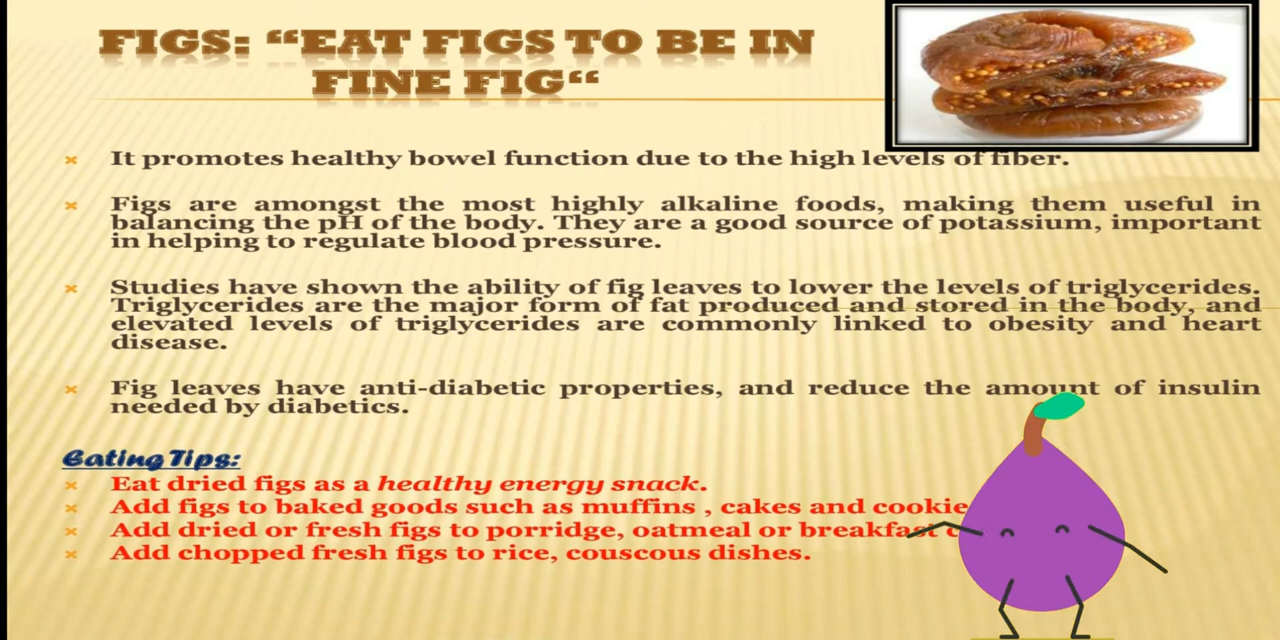 FIGS: “EAT FIGS TO BE IN
FINE FIG“
It promotes healthy bowel function due to the high levels of fiber.
Figs are amongst the most highly alkaline foods, making them useful in
balancing the pH of the body. They are a good source of potassium, important
in helping to regulate blood pressure.
Studies have shown the ability of fig leaves to lower the levels of triglycerides.
Triglycerides are the major form of fat produced and stored in the body, and
elevated levels of triglycerides are commonly linked to obesity and heart
disease.
Fig leaves have anti-diabetic properties, and reduce the amount of insulin
needed by diabetics.
Eating Tips:
Eat dried figs as a healthy energy snack.
Add figs to baked goods such as muffins , cakes and cookie
Add dried or fresh figs to porridge, oatmeal or breakfast
Add chopped fresh figs to rice, couscous dishes.